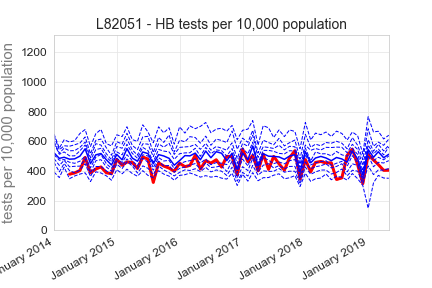 L82051 - HB tests per 10,000 population
tests per 10,000 population
1200
1000
800
600
400
200
0
nuary 2014
January 2015
January 2016
January 2017
January 2018
January 2019